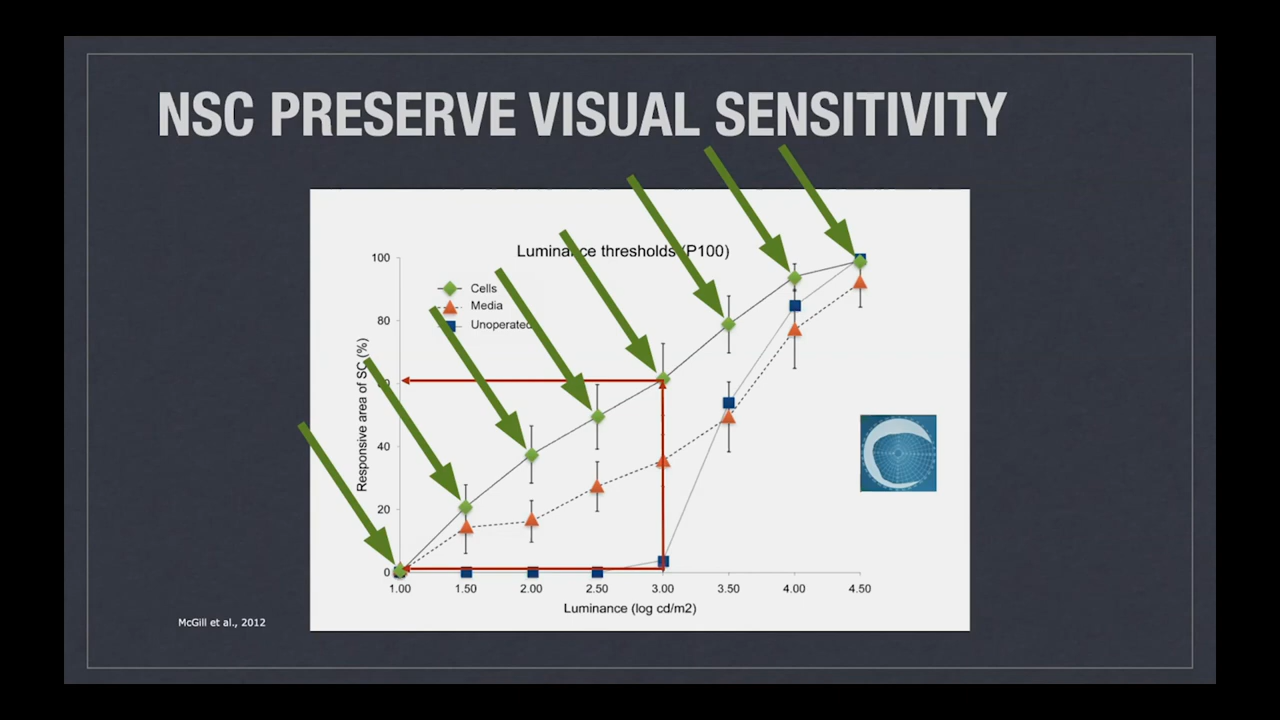 NSC PRESERVE VISUAL SENSITIVITY
Luminance thresholds (P100)
100
80
60
40
20
0
Responsive area of SC (%)
Cells
Media
Unoperated
1.00 1.50 2.00 2.50 3.00 3.50 4.00 4.50
Luminance (log cd/m2)
McGill et al., 2012